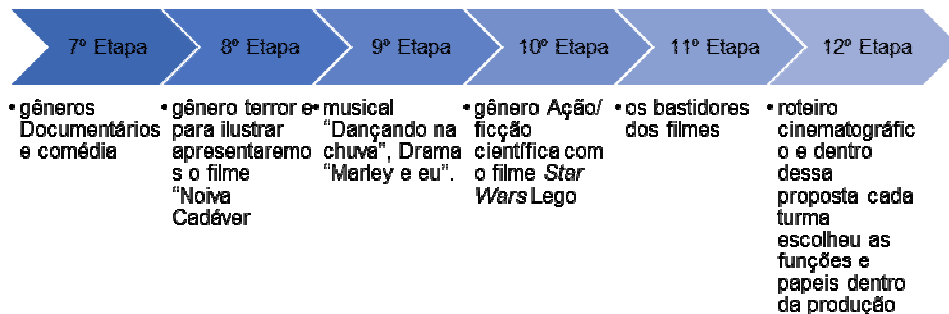 7º Etapa
8º Etapa
9º Etapa
10º Etapa
11º Etapa
12º Etapa
• gêneros
Documentários
e comédia
• gênero terror e
para ilustrar
apresentaremo
s o filme
"Noiva
Cadáver
• musical
"Dançando na
chuva", Drama
"Marley e eu".
• gênero Ação/
ficção
científica com
o filme Star
Wars Lego
• os bastidores
dos filmes
• roteiro
cinematográfic
o e dentro
dessa
proposta cada
turma
escolheu as
funções e
papeis dentro
da produção